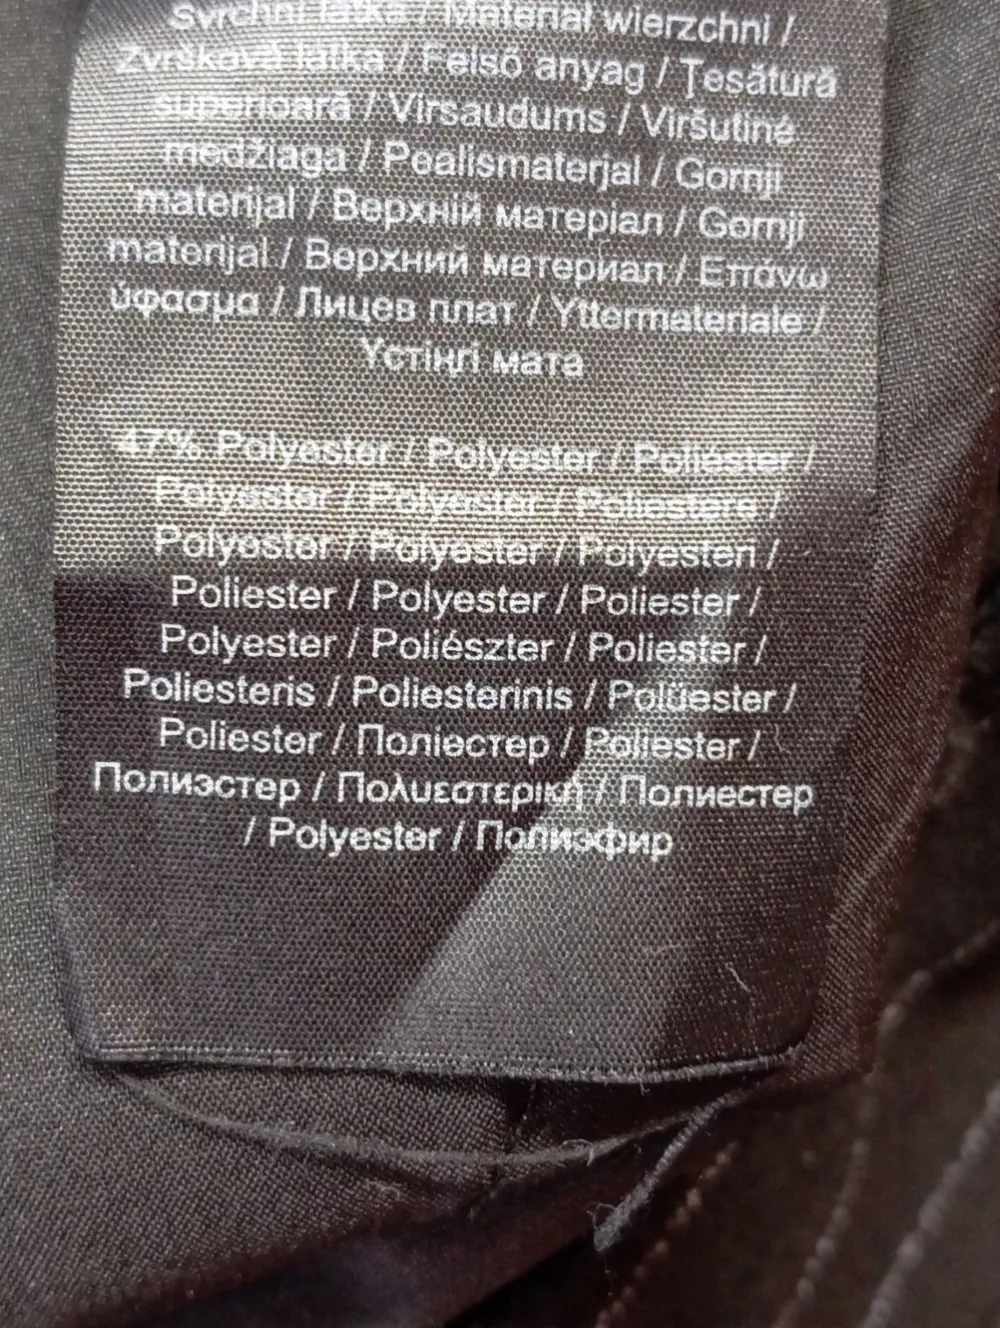 Svrchní látka / Materiał wierzchni /
Zvršková látka / Felső anyag / Ţesătură
superioară / Virsaudums / Viršutinė
medžiaga / Pealismaterjal / Gornji
materijal / Верхній матеріал / Gornji
materijal / Верхний материал / Επάνω
ύφασμα / Лицев плат / Yttermateriale /
Үстіңгі мата
47% Polyester / Polyester / Poliéster /
Polyester / Polyester / Poliestere /
Polyester / Polyester / Polyesteri /
Poliester / Polyester / Poliester /
Polyester / Poliészter / Poliester /
Poliesteris / Poliesterinis / Polüester /
Poliester / Поліестер / Poliester /
Полиэстер / Πολυεστερική / Полиестер
/ Polyester / Полиэфир